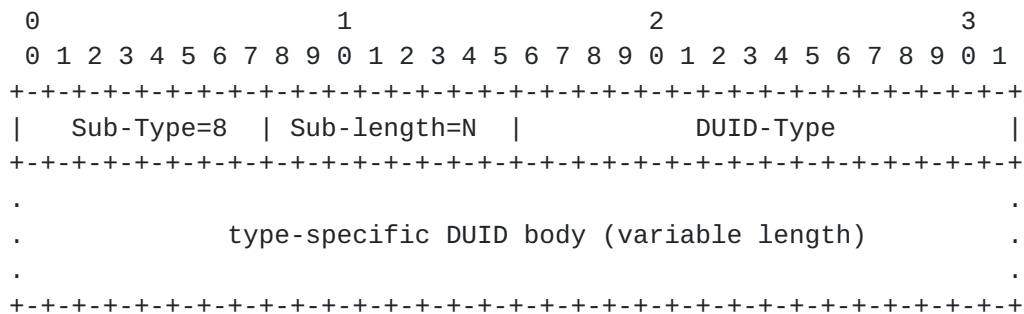 0                   1                   2                   3
 0 1 2 3 4 5 6 7 8 9 0 1 2 3 4 5 6 7 8 9 0 1 2 3 4 5 6 7 8 9 0 1
+-+-+-+-+-+-+-+-+-+-+-+-+-+-+-+-+-+-+-+-+-+-+-+-+-+-+-+-+-+-+-+-+
|   Sub-Type=8  | Sub-length=N  |           DUID-Type           |
+-+-+-+-+-+-+-+-+-+-+-+-+-+-+-+-+-+-+-+-+-+-+-+-+-+-+-+-+-+-+-+-+
.                                                               .
.             type-specific DUID body (variable length)         .
.                                                               .
+-+-+-+-+-+-+-+-+-+-+-+-+-+-+-+-+-+-+-+-+-+-+-+-+-+-+-+-+-+-+-+-+